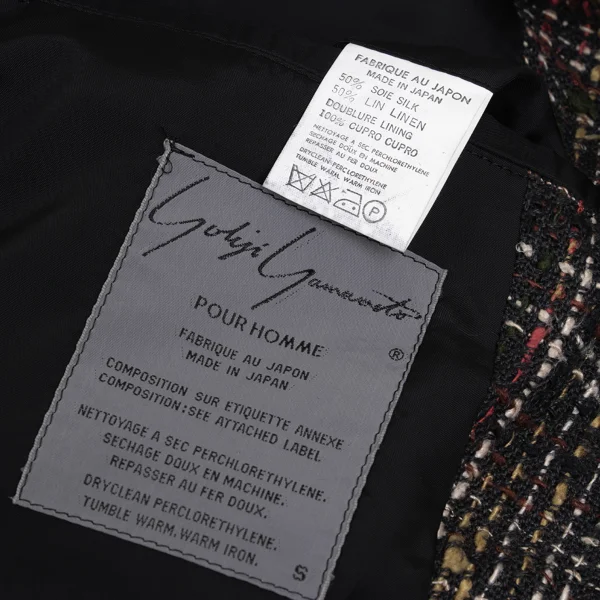 FABRIQUE AU JAPON
MADE IN JAPAN
50% SOIE SILK
50% LIN LINEN
DOUBLURE LINING
100% CUPRO CUPRO
NETTOYAGE A SEC, PERCHLORETHYLENE
SECHAGE DOUX EN MACHINE
REPASSER AU FER DOUX
DRYCLEAN PERCLORETHYLENE
TUMBLE WARM, WARM IRON,
P
Yohji Yamamoto
®
POUR HOMME
FABRIQUE AU JAPON
MADE IN JAPAN
COMPOSITION SUR ETIQUETTE ANNEXE
COMPOSITION:SEE ATTACHED LABEL
NETTOYAGE A SEC PERCHLORETHYLENE.
SECHAGE DOUX EN MACHINE.
REPASSER AU FER DOUX.
DRYCLEAN PERCLORETHYLENE.
TUMBLE WARM. WARM IRON.
S